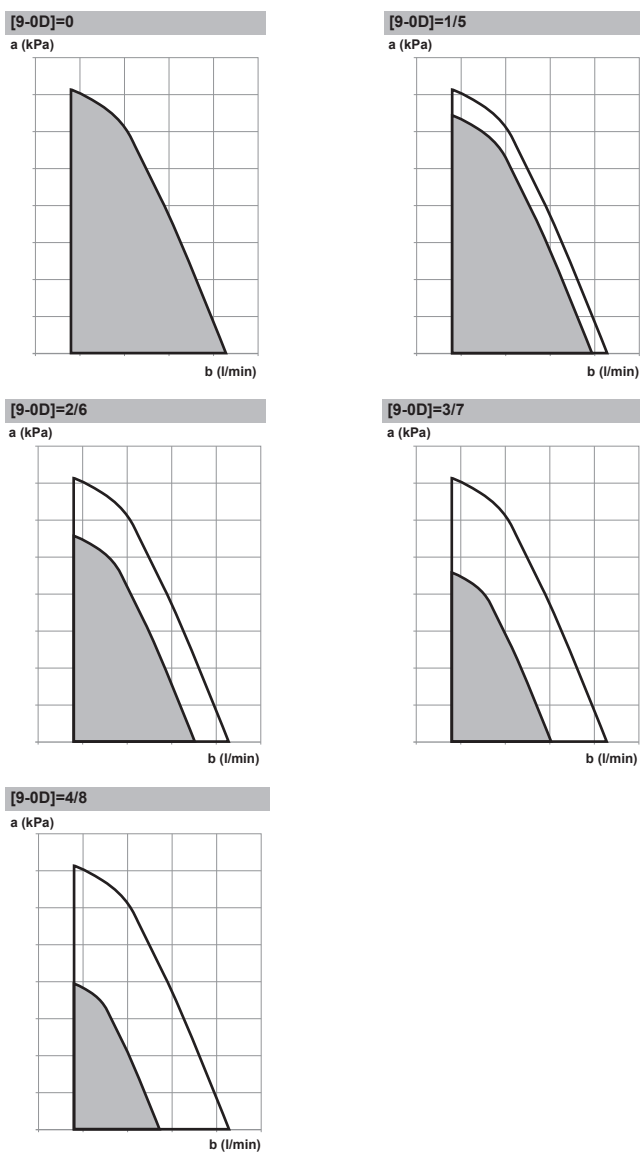 [9-0D]=0
a (kPa)
b (l/min)
[9-0D]=1/5
a (kPa)
b (l/min)
[9-0D]=2/6
a (kPa)
b (l/min)
[9-0D]=3/7
a (kPa)
b (l/min)
[9-0D]=4/8
a (kPa)
b (l/min)